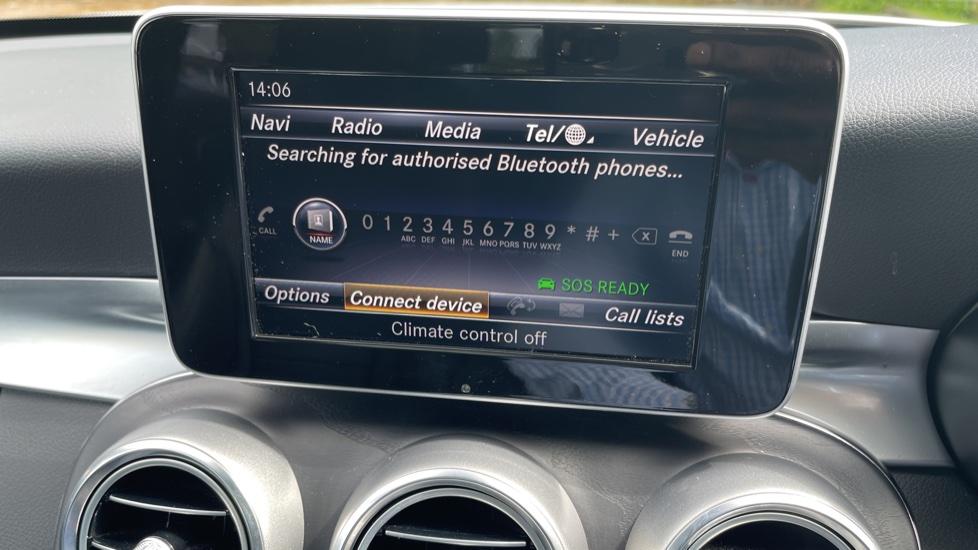 14:06
Navi Radio Media Tel/ Vehicle
Searching for authorised Bluetooth phones...
CALL NAME 0 1 2 3 4 5 6 7 8 9 * # + END
ABC DEF GHI JKL MNO PQRS TUV WXYZ
SOS READY
Options Connect device Call lists
Climate control off